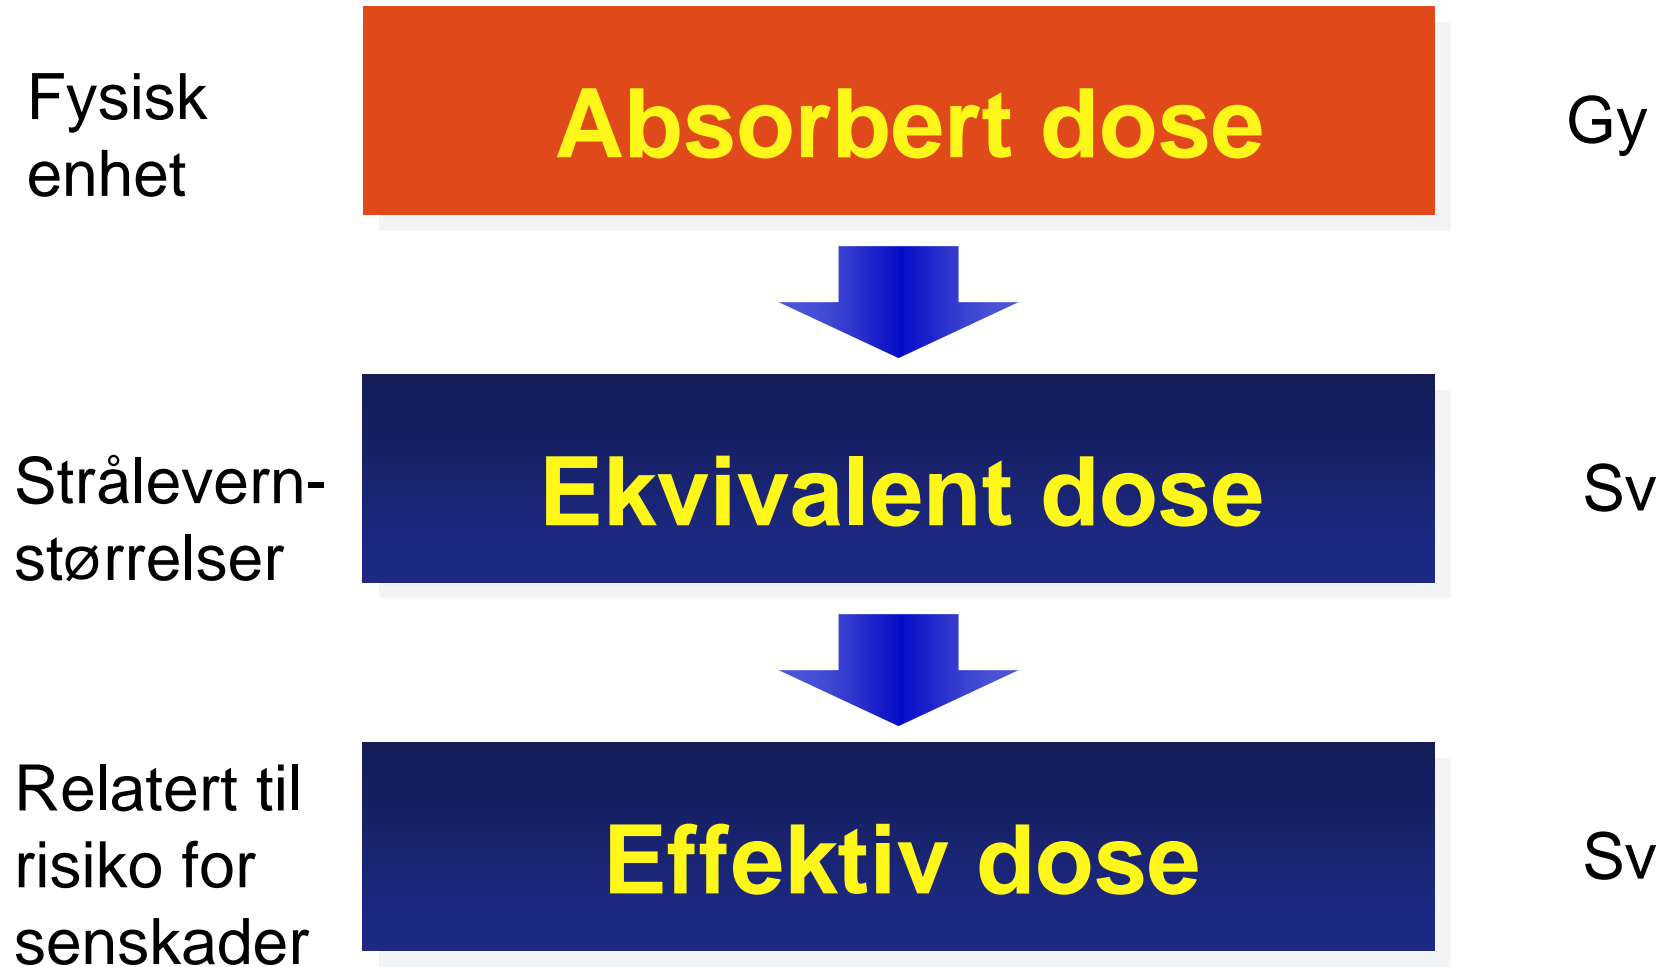 Fysisk
enhet
Absorbert dose
Gy
Strålevern-
størrelser
Ekvivalent dose
Sv
Relatert til
risiko for
senskader
Effektiv dose
Sv